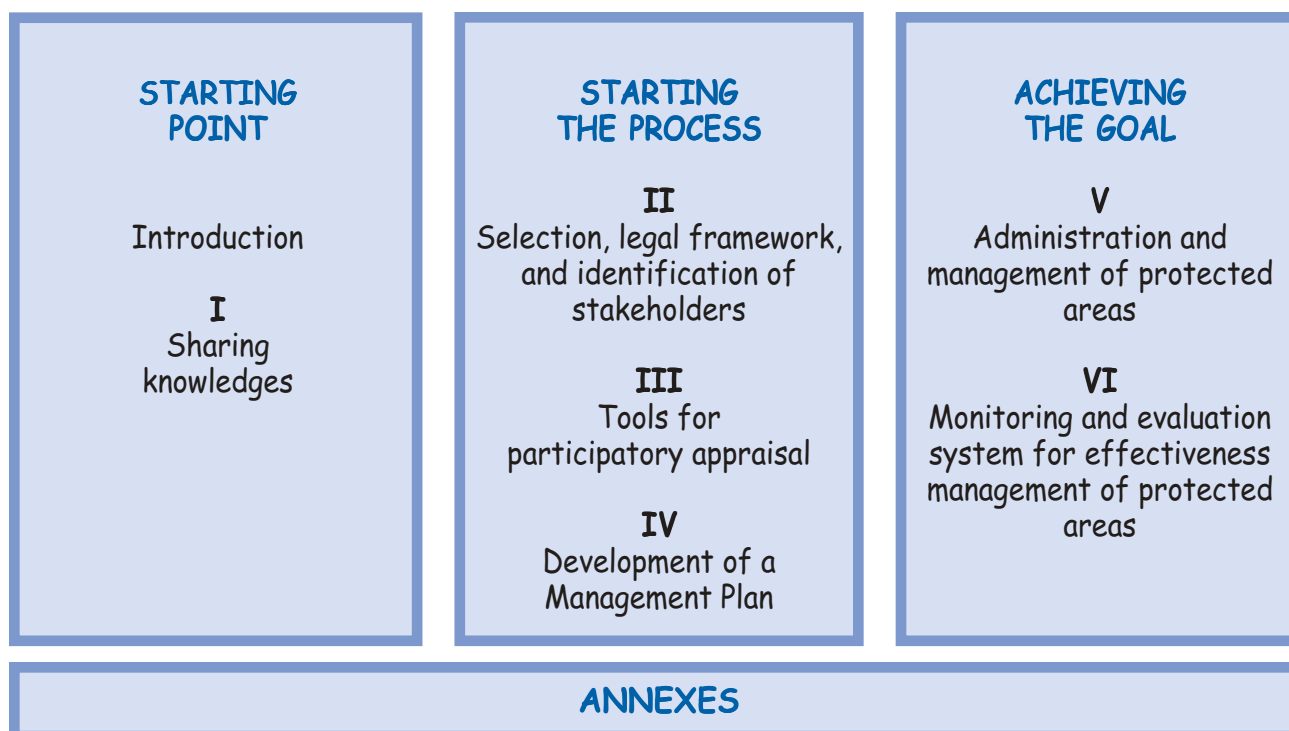 STARTING
POINT
Introduction
I
Sharing
knowledges
STARTING
THE PROCESS
II
Selection, legal framework,
and identification of
stakeholders
III
Tools for
participatory appraisal
IV
Development of a
Management Plan
ACHIEVING
THE GOAL
V
Administration and
management of protected
areas
VI
Monitoring and evaluation
system for effectiveness
management of protected
areas
ANNEXES